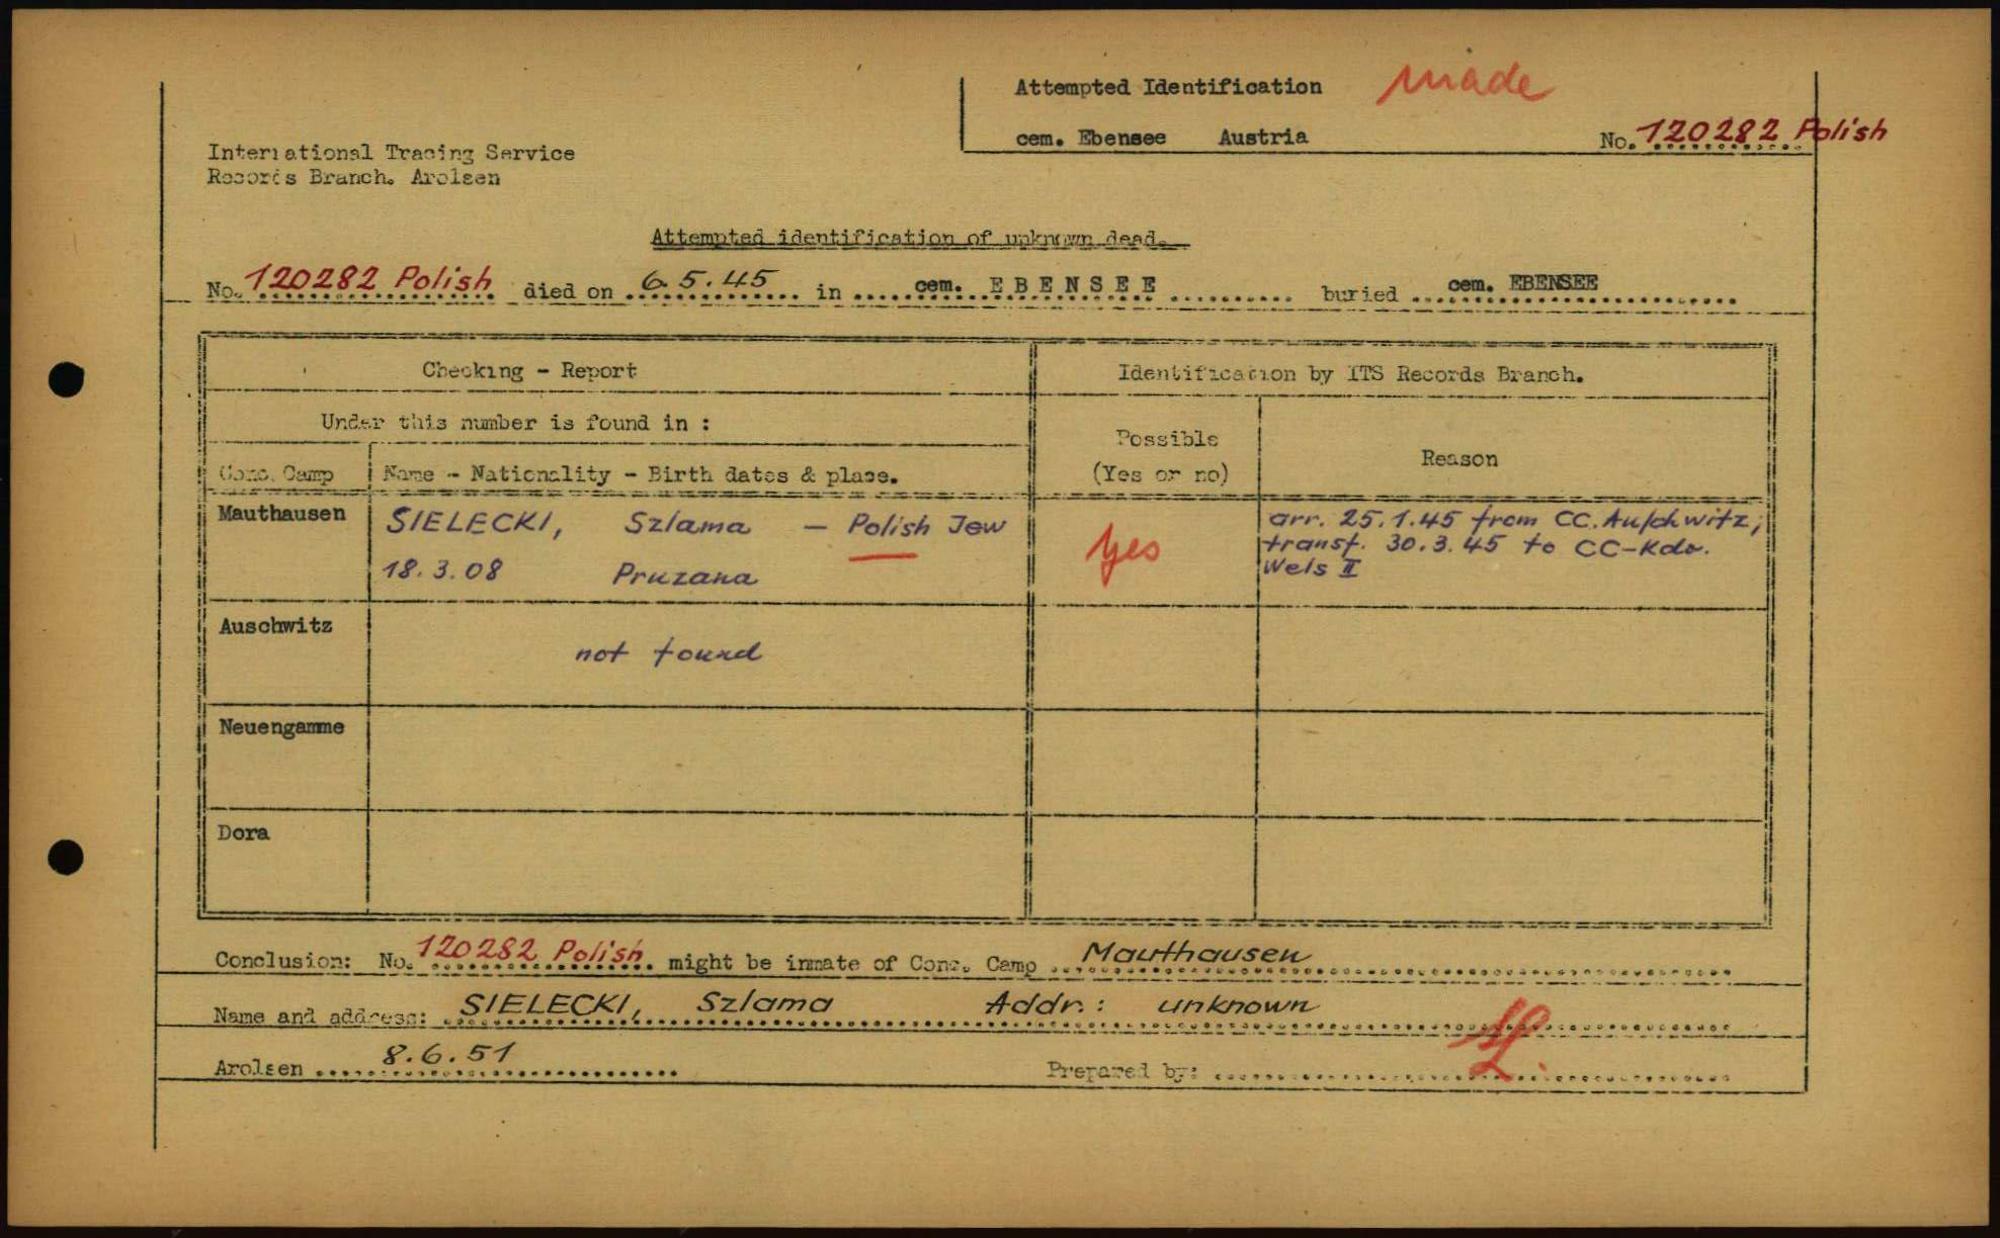 Attempted Identification made
cem. Ebensee Austria No. 120282 Polish
International Tracing Service
Records Branch. Arolsen
Attempted identification of unknown dead.
No. 120282 Polish died on 6.5.45 in cem. EBENSEE buried cem. EBENSEE
Checking - Report
Identification by ITS Records Branch.
Under this number is found in :
Possible
(Yes or no)
Reason
Conc. Camp Name - Nationality - Birth dates & place.
Mauthausen SIELECKI, Szlama - Polish Jew
18.3.08 Pruzana
yes
arr. 25.1.45 from CC. Auschwitz,
transf. 30.3.45 to CC-Kdo.
Wels II
Auschwitz
not found
Neuengamme
Dora
Conclusion: No. 120282 Polish might be inmate of Conc. Camp Mauthausen
Name and address: SIELECKI, Szlama Addr.: unknown
Arolsen 8.6.51 Prepared by: